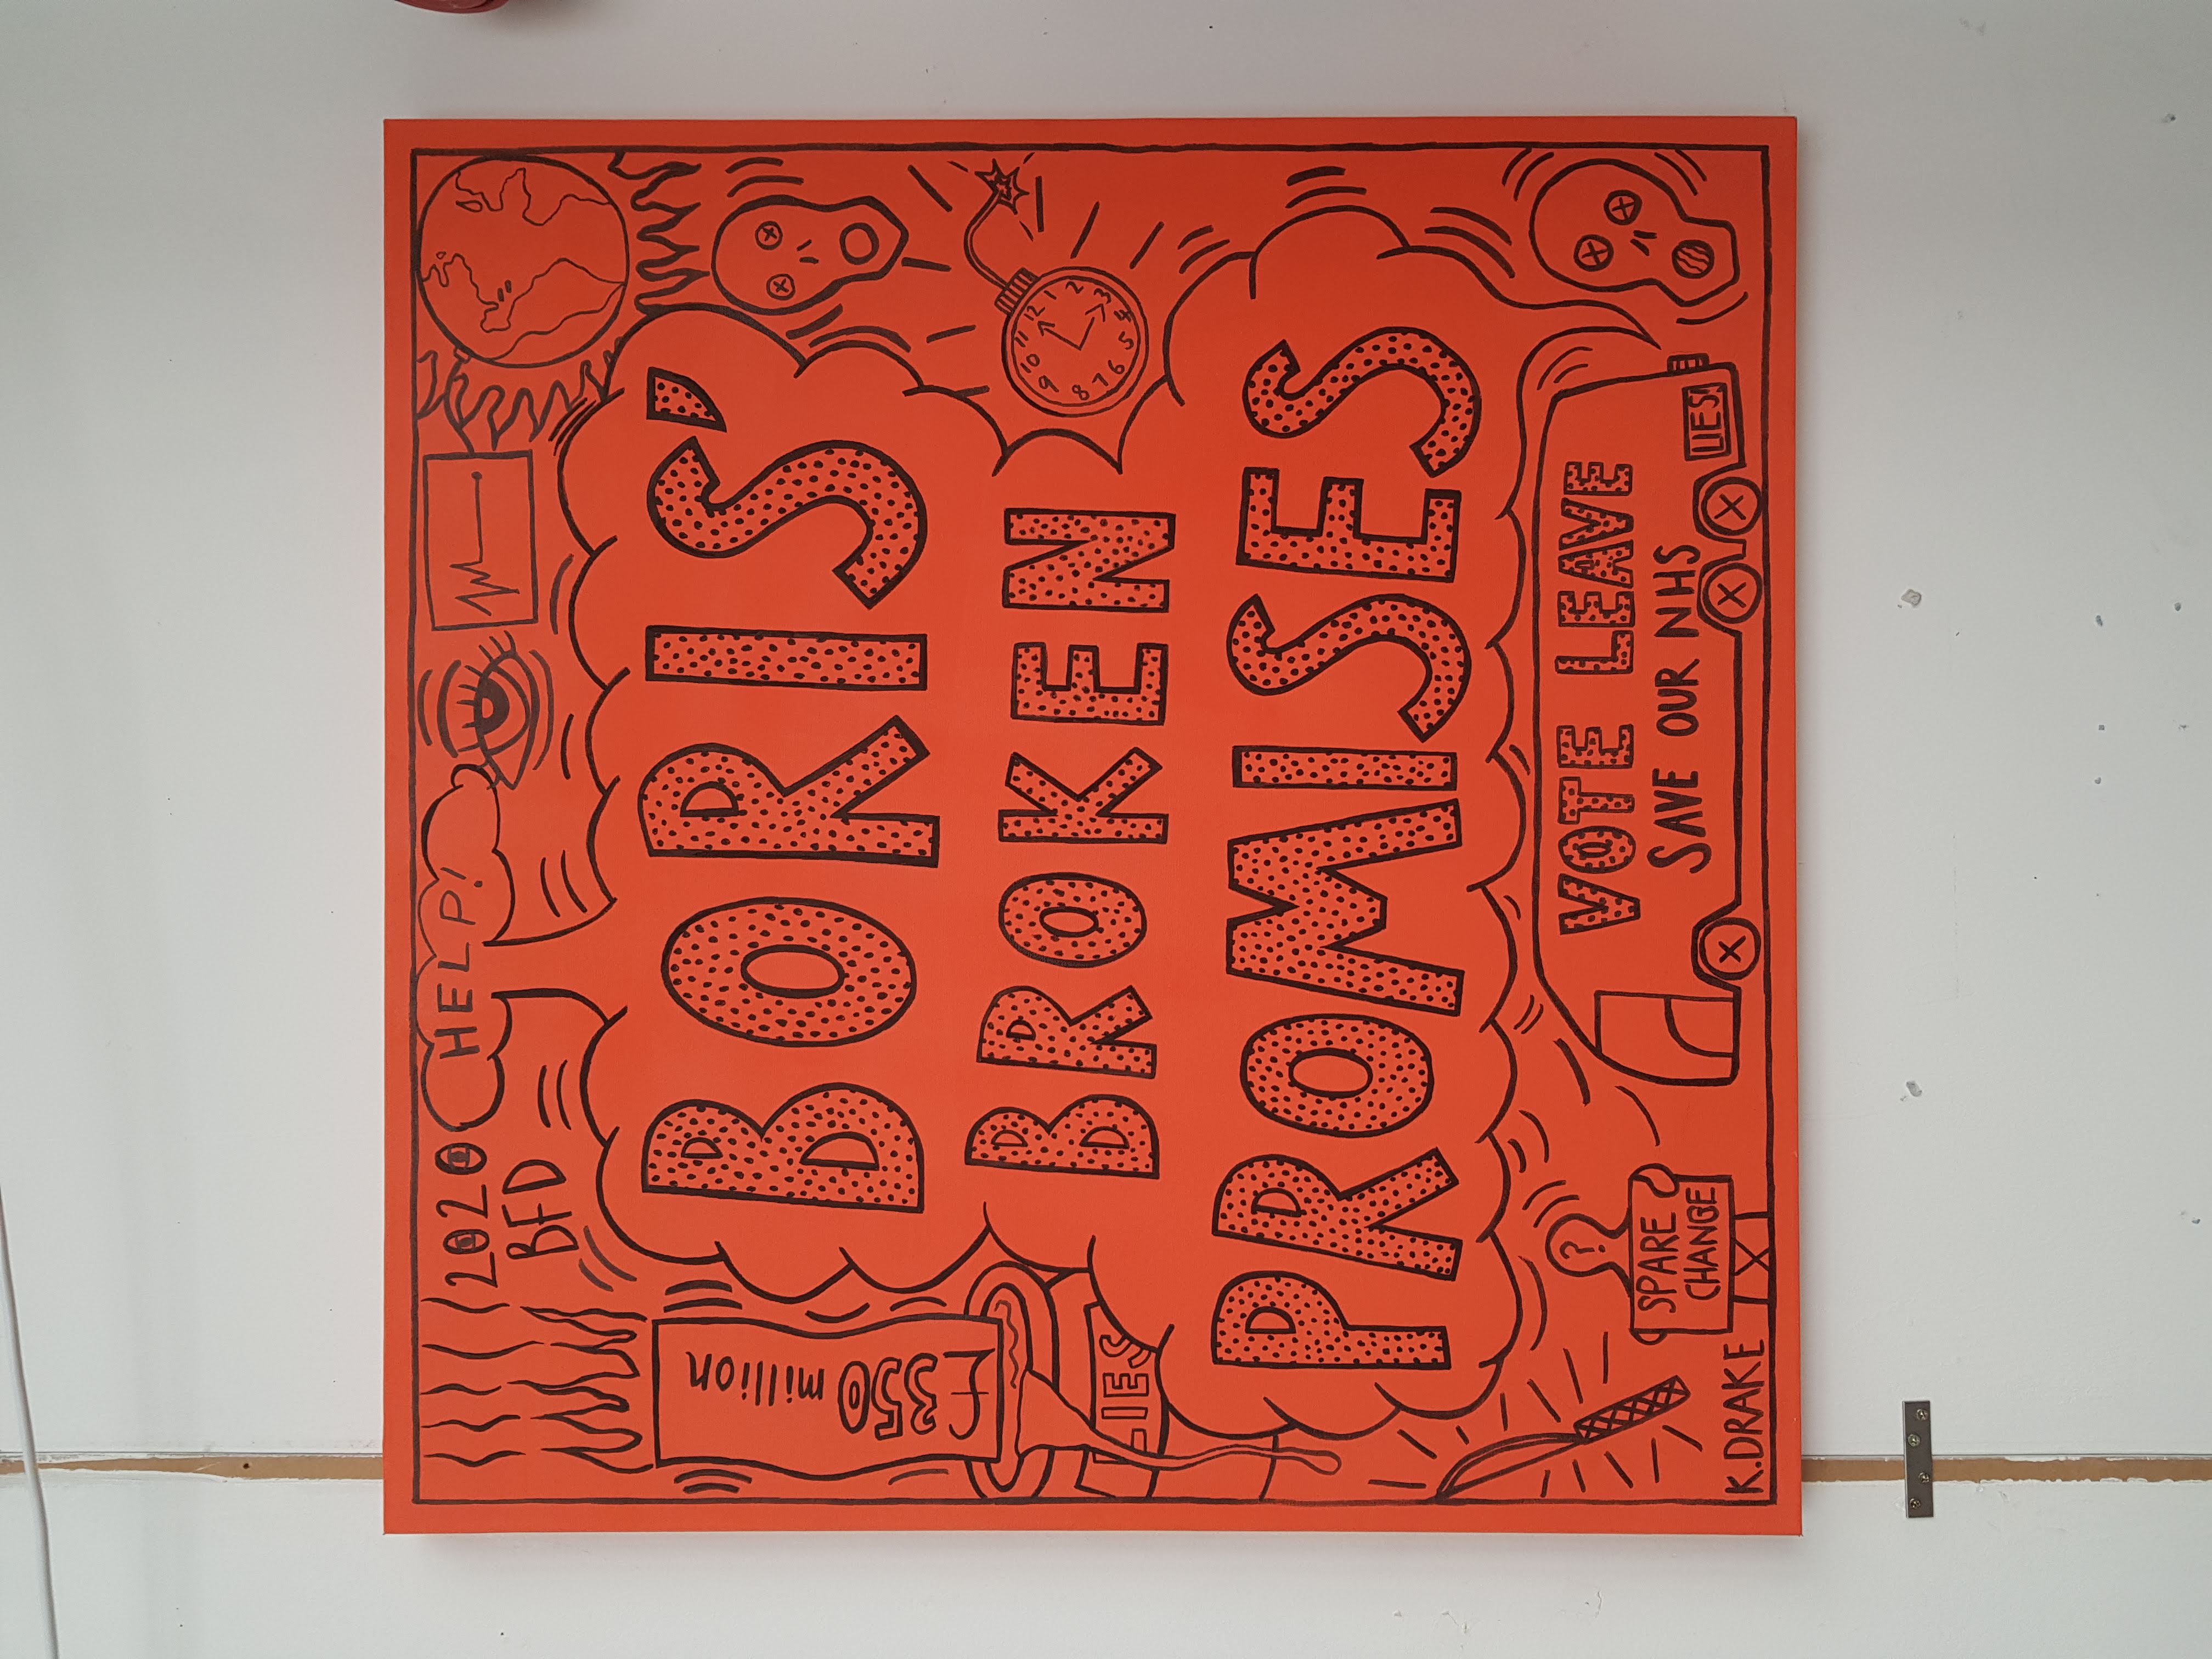 2020
BFD
HELP!
£350 million
LIES
BORIS'
BROKEN
PROMISES
12
1
2
3
4
5
6
7
8
9
10
11
?
SPARE
CHANGE
VOTE LEAVE
SAVE OUR NHS
LIES!
K.DRAKE